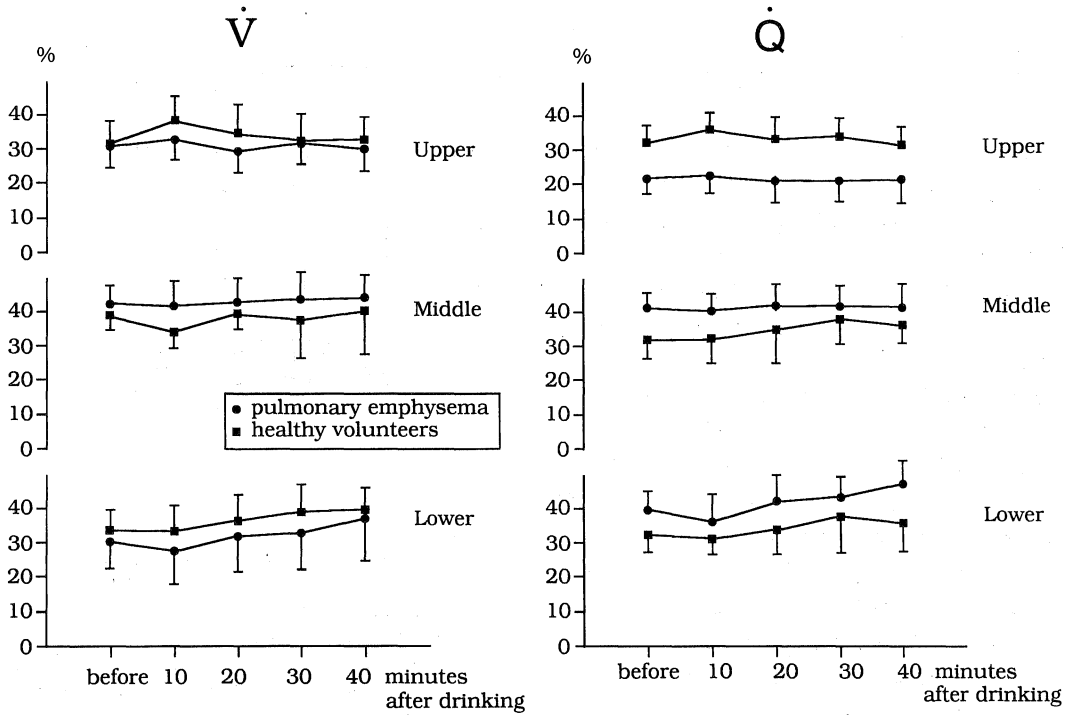 V̇
Q̇
%
%
40
30
20
10
0
Upper
40
30
20
10
0
Upper
40
30
20
10
0
Middle
40
30
20
10
0
Middle
● pulmonary emphysema
■ healthy volunteers
40
30
20
10
0
Lower
40
30
20
10
0
Lower
before 10 20 30 40 minutes
after drinking
before 10 20 30 40 minutes
after drinking